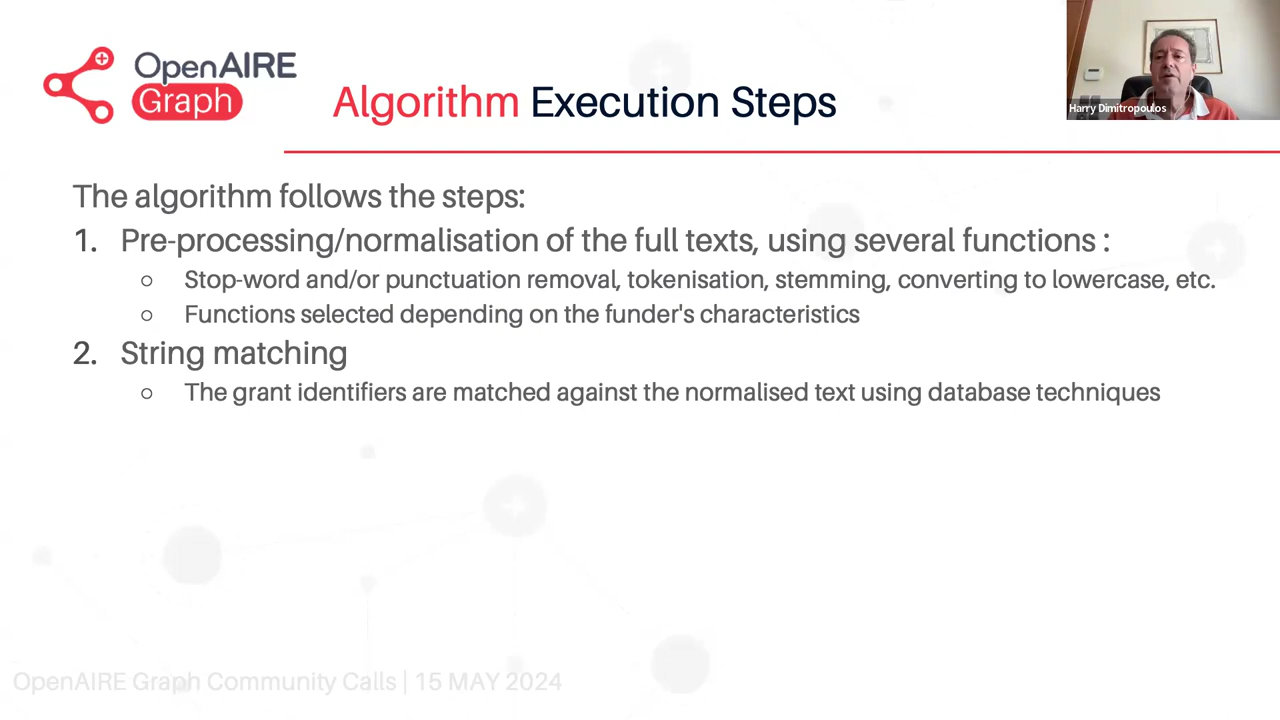 OpenAIRE
Graph
Algorithm Execution Steps
Harry Dimitropoulos
The algorithm follows the steps:
1. Pre-processing/normalisation of the full texts, using several functions :
○ Stop-word and/or punctuation removal, tokenisation, stemming, converting to lowercase, etc.
○ Functions selected depending on the funder's characteristics
2. String matching
○ The grant identifiers are matched against the normalised text using database techniques
OpenAIRE Graph Community Calls | 15 MAY 2024